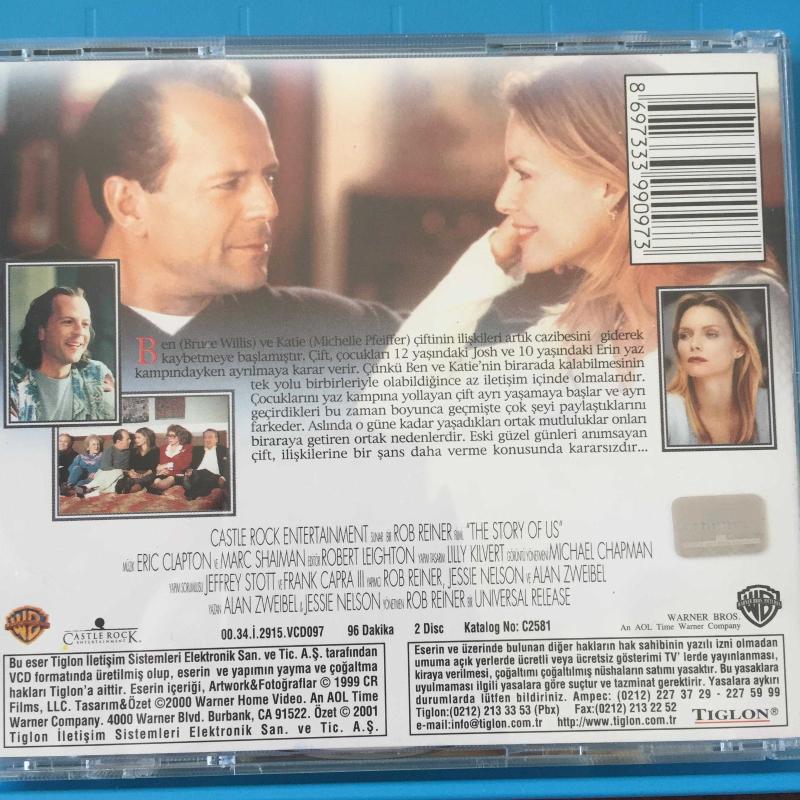 8 697333 990973
Ben (Bruce Willis) ve Katie (Michelle Pfeiffer) çiftinin ilişkileri artık cazibesini giderek
kaybetmeye başlamıştır. Çift, çocukları 12 yaşındaki Josh ve 10 yaşındaki Erin yaz
kampındayken ayrılmaya karar verir. Çünkü Ben ve Katie'nin birarada kalabilmesinin
tek yolu birbirleriyle olabildiğince az iletişim içinde olmalarıdır.
Çocuklarını yaz kampına yollayan çift ayrı yaşamaya başlar ve ayrı
geçirdikleri bu zaman boyunca geçmişte çok şeyi paylaştıklarını
farkeder. Aslında o güne kadar yaşadıkları ortak mutluluklar onları
biraraya getiren ortak nedenlerdir. Eski güzel günleri anımsayan
çift, ilişkilerine bir şans daha verme konusunda kararsızdır...
CASTLE ROCK ENTERTAINMENT SUNAR BİR ROB REINER FİLMİ "THE STORY OF US"
MÜZİK ERIC CLAPTON VE MARC SHAIMAN EDİTÖR ROBERT LEIGHTON YAPIM TASARIM LILLY KILVERT GÖRÜNTÜ YÖNETMENİ MICHAEL CHAPMAN
YAPIM SORUMLUSU JEFFREY STOTT VE FRANK CAPRA III YAPIMCI ROB REINER, JESSIE NELSON VE ALAN ZWEIBEL
YAZAN ALAN ZWEIBEL & JESSIE NELSON YÖNETMEN ROB REINER BİR UNIVERSAL RELEASE
CASTLE ROCK
ENTERTAINMENT
WARNER BROS. PICTURES
WARNER BROS.
An AOL Time Warner Company
00.34.İ.2915.VCD097 96 Dakika 2 Disc Katalog No: C2581
Bu eser Tiglon İletişim Sistemleri Elektronik San. ve Tic. A.Ş. tarafından
VCD formatında üretilmiş olup, eserin ve yapımın yayma ve çoğaltma
hakları Tiglon'a aittir. Eserin içeriği, Artwork&Fotoğraflar © 1999 CR
Films, LLC. Tasarım&Özet ©2000 Warner Home Video. An AOL Time
Warner Company. 4000 Warner Blvd. Burbank, CA 91522. Özet © 2001
Tiglon İletişim Sistemleri Elektronik San. ve Tic. A.Ş.
Eserin ve üzerinde bulunan diğer hakların hak sahibinin yazılı izni olmadan
umuma açık yerlerde ücretli veya ücretsiz gösterimi TV' lerde yayınlanması,
kiraya verilmesi, çoğaltımı çoğaltılmış nüshaların satımı yasaktır. Bu yasaklara
uyulmaması ilgili yasalara göre suçtur ve tazminat gerektirir. Yasalara aykırı
durumlarda lütfen bildiriniz. Ampec: (0212) 227 37 29 - 227 59 99
Tiglon:(0212) 213 33 53 (Pbx) Fax:(0212) 213 22 52
e-mail:info@tiglon.com.tr http://www.tiglon.com.tr
TIGLON®